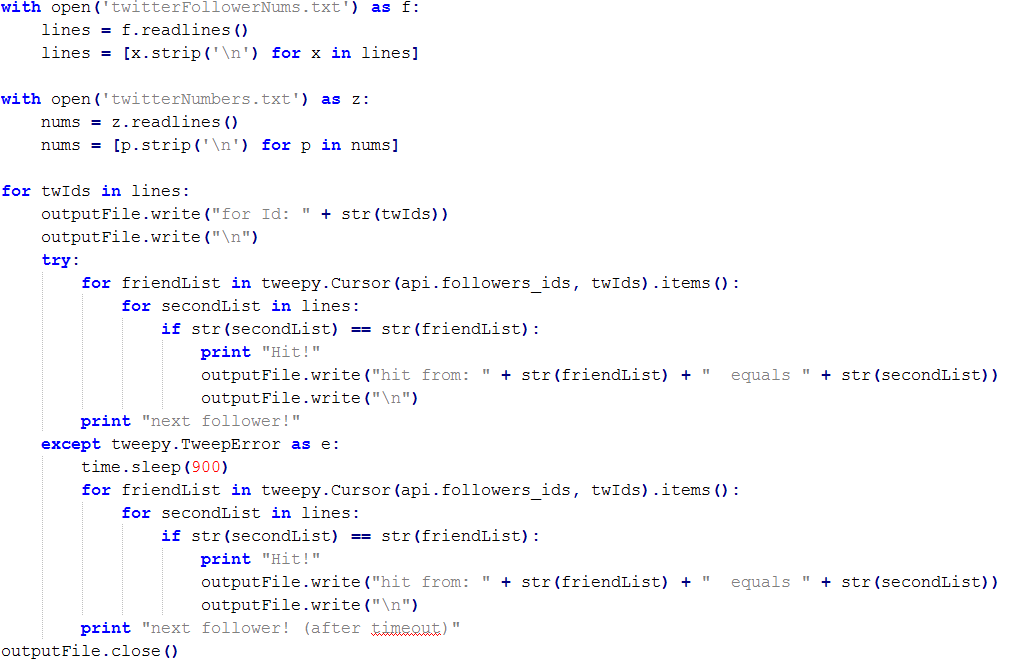 with open('twitterFollowerNums.txt') as f:
    lines = f.readlines()
    lines = [x.strip('\n') for x in lines]

with open('twitterNumbers.txt') as z:
    nums = z.readlines()
    nums = [p.strip('\n') for p in nums]

for twIds in lines:
    outputFile.write("for Id: " + str(twIds))
    outputFile.write("\n")
    try:
        for friendList in tweepy.Cursor(api.followers_ids, twIds).items():
            for secondList in lines:
                if str(secondList) == str(friendList):
                    print "Hit!"
                    outputFile.write("hit from: " + str(friendList) + "  equals " + str(secondList))
                    outputFile.write("\n")
        print "next follower!"
    except tweepy.TweepError as e:
        time.sleep(900)
        for friendList in tweepy.Cursor(api.followers_ids, twIds).items():
            for secondList in lines:
                if str(secondList) == str(friendList):
                    print "Hit!"
                    outputFile.write("hit from: " + str(friendList) + "  equals " + str(secondList))
                    outputFile.write("\n")
        print "next follower! (after timeout)"
outputFile.close()